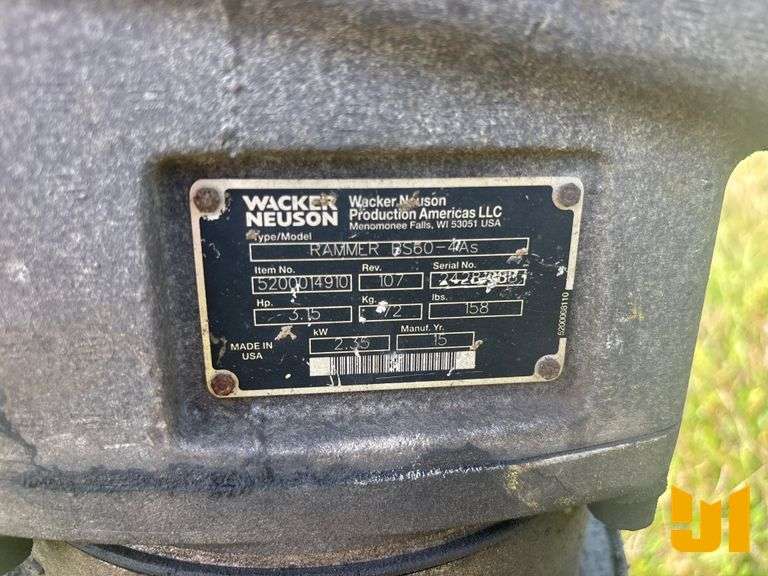 WACKER NEUSON
Wacker Neuson
Production Americas LLC
Menomonee Falls, WI 53051 USA
Type/Model
RAMMER BS60-4As
Item No. Rev. Serial No.
5200014910 107
Hp. Kg. lbs.
3.15 72 158
kW Manuf. Yr.
MADE IN USA
2.35 15
5200008110